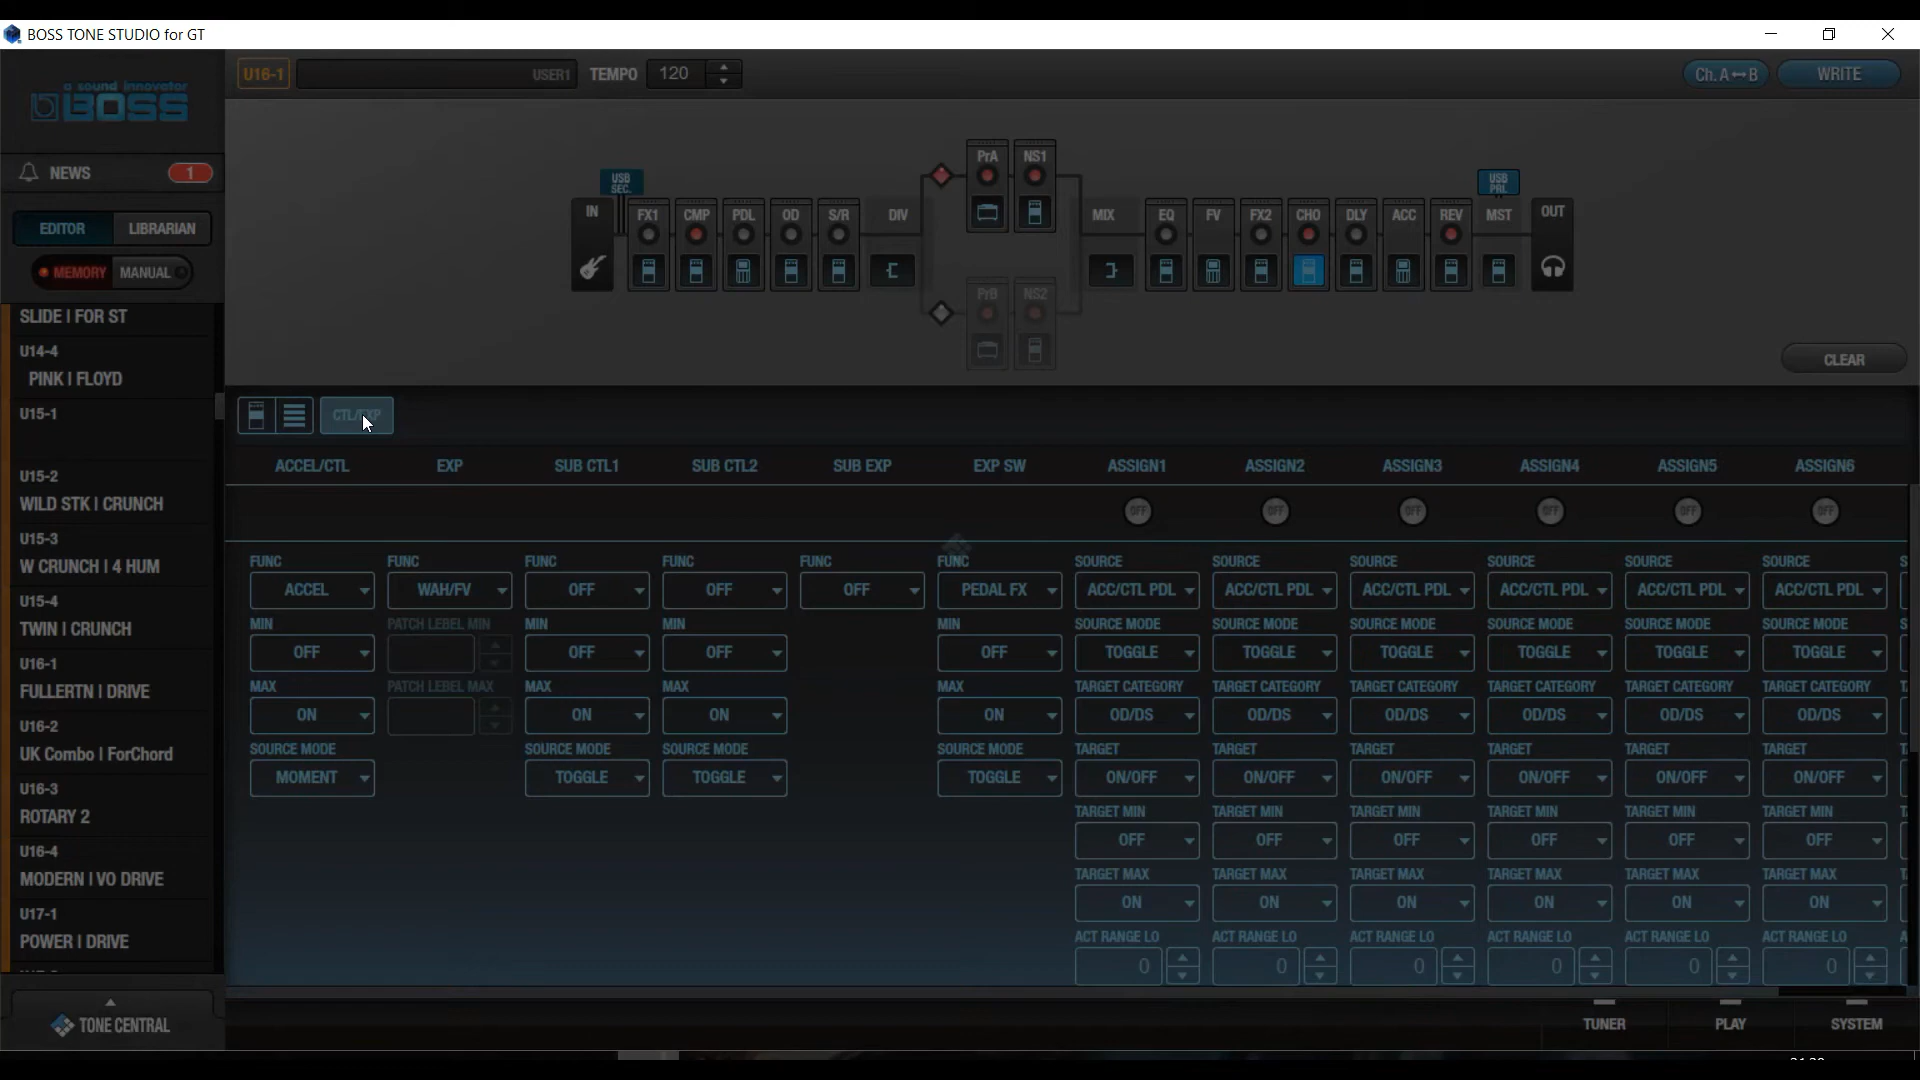 BOSS TONE STUDIO for GT
a sound innovator
BOSS
U16-1
USER1
TEMPO
120
Ch.A↔B
WRITE
NEWS
1
EDITOR
LIBRARIAN
MEMORY
MANUAL
SLIDE | FOR ST
U14-4
PINK | FLOYD
U15-1
U15-2
WILD STK | CRUNCH
U15-3
W CRUNCH | 4 HUM
U15-4
TWIN | CRUNCH
U16-1
FULLERTN | DRIVE
U16-2
UK Combo | ForChord
U16-3
ROTARY 2
U16-4
MODERN | VO DRIVE
U17-1
POWER | DRIVE
TONE CENTRAL
PrA NS1
USB
SEC.
USB
PRI.
IN FX1 CMP PDL OD S/R DIV MIX EQ FV FX2 CHO DLY ACC REV MST OUT
PrB NS2
CLEAR
CTL/EXP
ACCEL/CTL EXP SUB CTL1 SUB CTL2 SUB EXP EXP SW ASSIGN1 ASSIGN2 ASSIGN3 ASSIGN4 ASSIGN5 ASSIGN6
OFF OFF OFF OFF OFF OFF
FUNC FUNC FUNC FUNC FUNC FUNC SOURCE SOURCE SOURCE SOURCE SOURCE SOURCE
ACCEL WAH/FV OFF OFF OFF PEDAL FX ACC/CTL PDL ACC/CTL PDL ACC/CTL PDL ACC/CTL PDL ACC/CTL PDL ACC/CTL PDL
MIN PATCH LEBEL MIN MIN MIN MIN SOURCE MODE SOURCE MODE SOURCE MODE SOURCE MODE SOURCE MODE SOURCE MODE
OFF OFF OFF OFF TOGGLE TOGGLE TOGGLE TOGGLE TOGGLE TOGGLE
MAX PATCH LEBEL MAX MAX MAX MAX TARGET CATEGORY TARGET CATEGORY TARGET CATEGORY TARGET CATEGORY TARGET CATEGORY TARGET CATEGORY
ON ON ON ON OD/DS OD/DS OD/DS OD/DS OD/DS OD/DS
SOURCE MODE SOURCE MODE SOURCE MODE SOURCE MODE TARGET TARGET TARGET TARGET TARGET TARGET
MOMENT TOGGLE TOGGLE TOGGLE ON/OFF ON/OFF ON/OFF ON/OFF ON/OFF ON/OFF
TARGET MIN TARGET MIN TARGET MIN TARGET MIN TARGET MIN TARGET MIN
OFF OFF OFF OFF OFF OFF
TARGET MAX TARGET MAX TARGET MAX TARGET MAX TARGET MAX TARGET MAX
ON ON ON ON ON ON
ACT RANGE LO ACT RANGE LO ACT RANGE LO ACT RANGE LO ACT RANGE LO ACT RANGE LO
0 0 0 0 0 0
TUNER PLAY SYSTEM